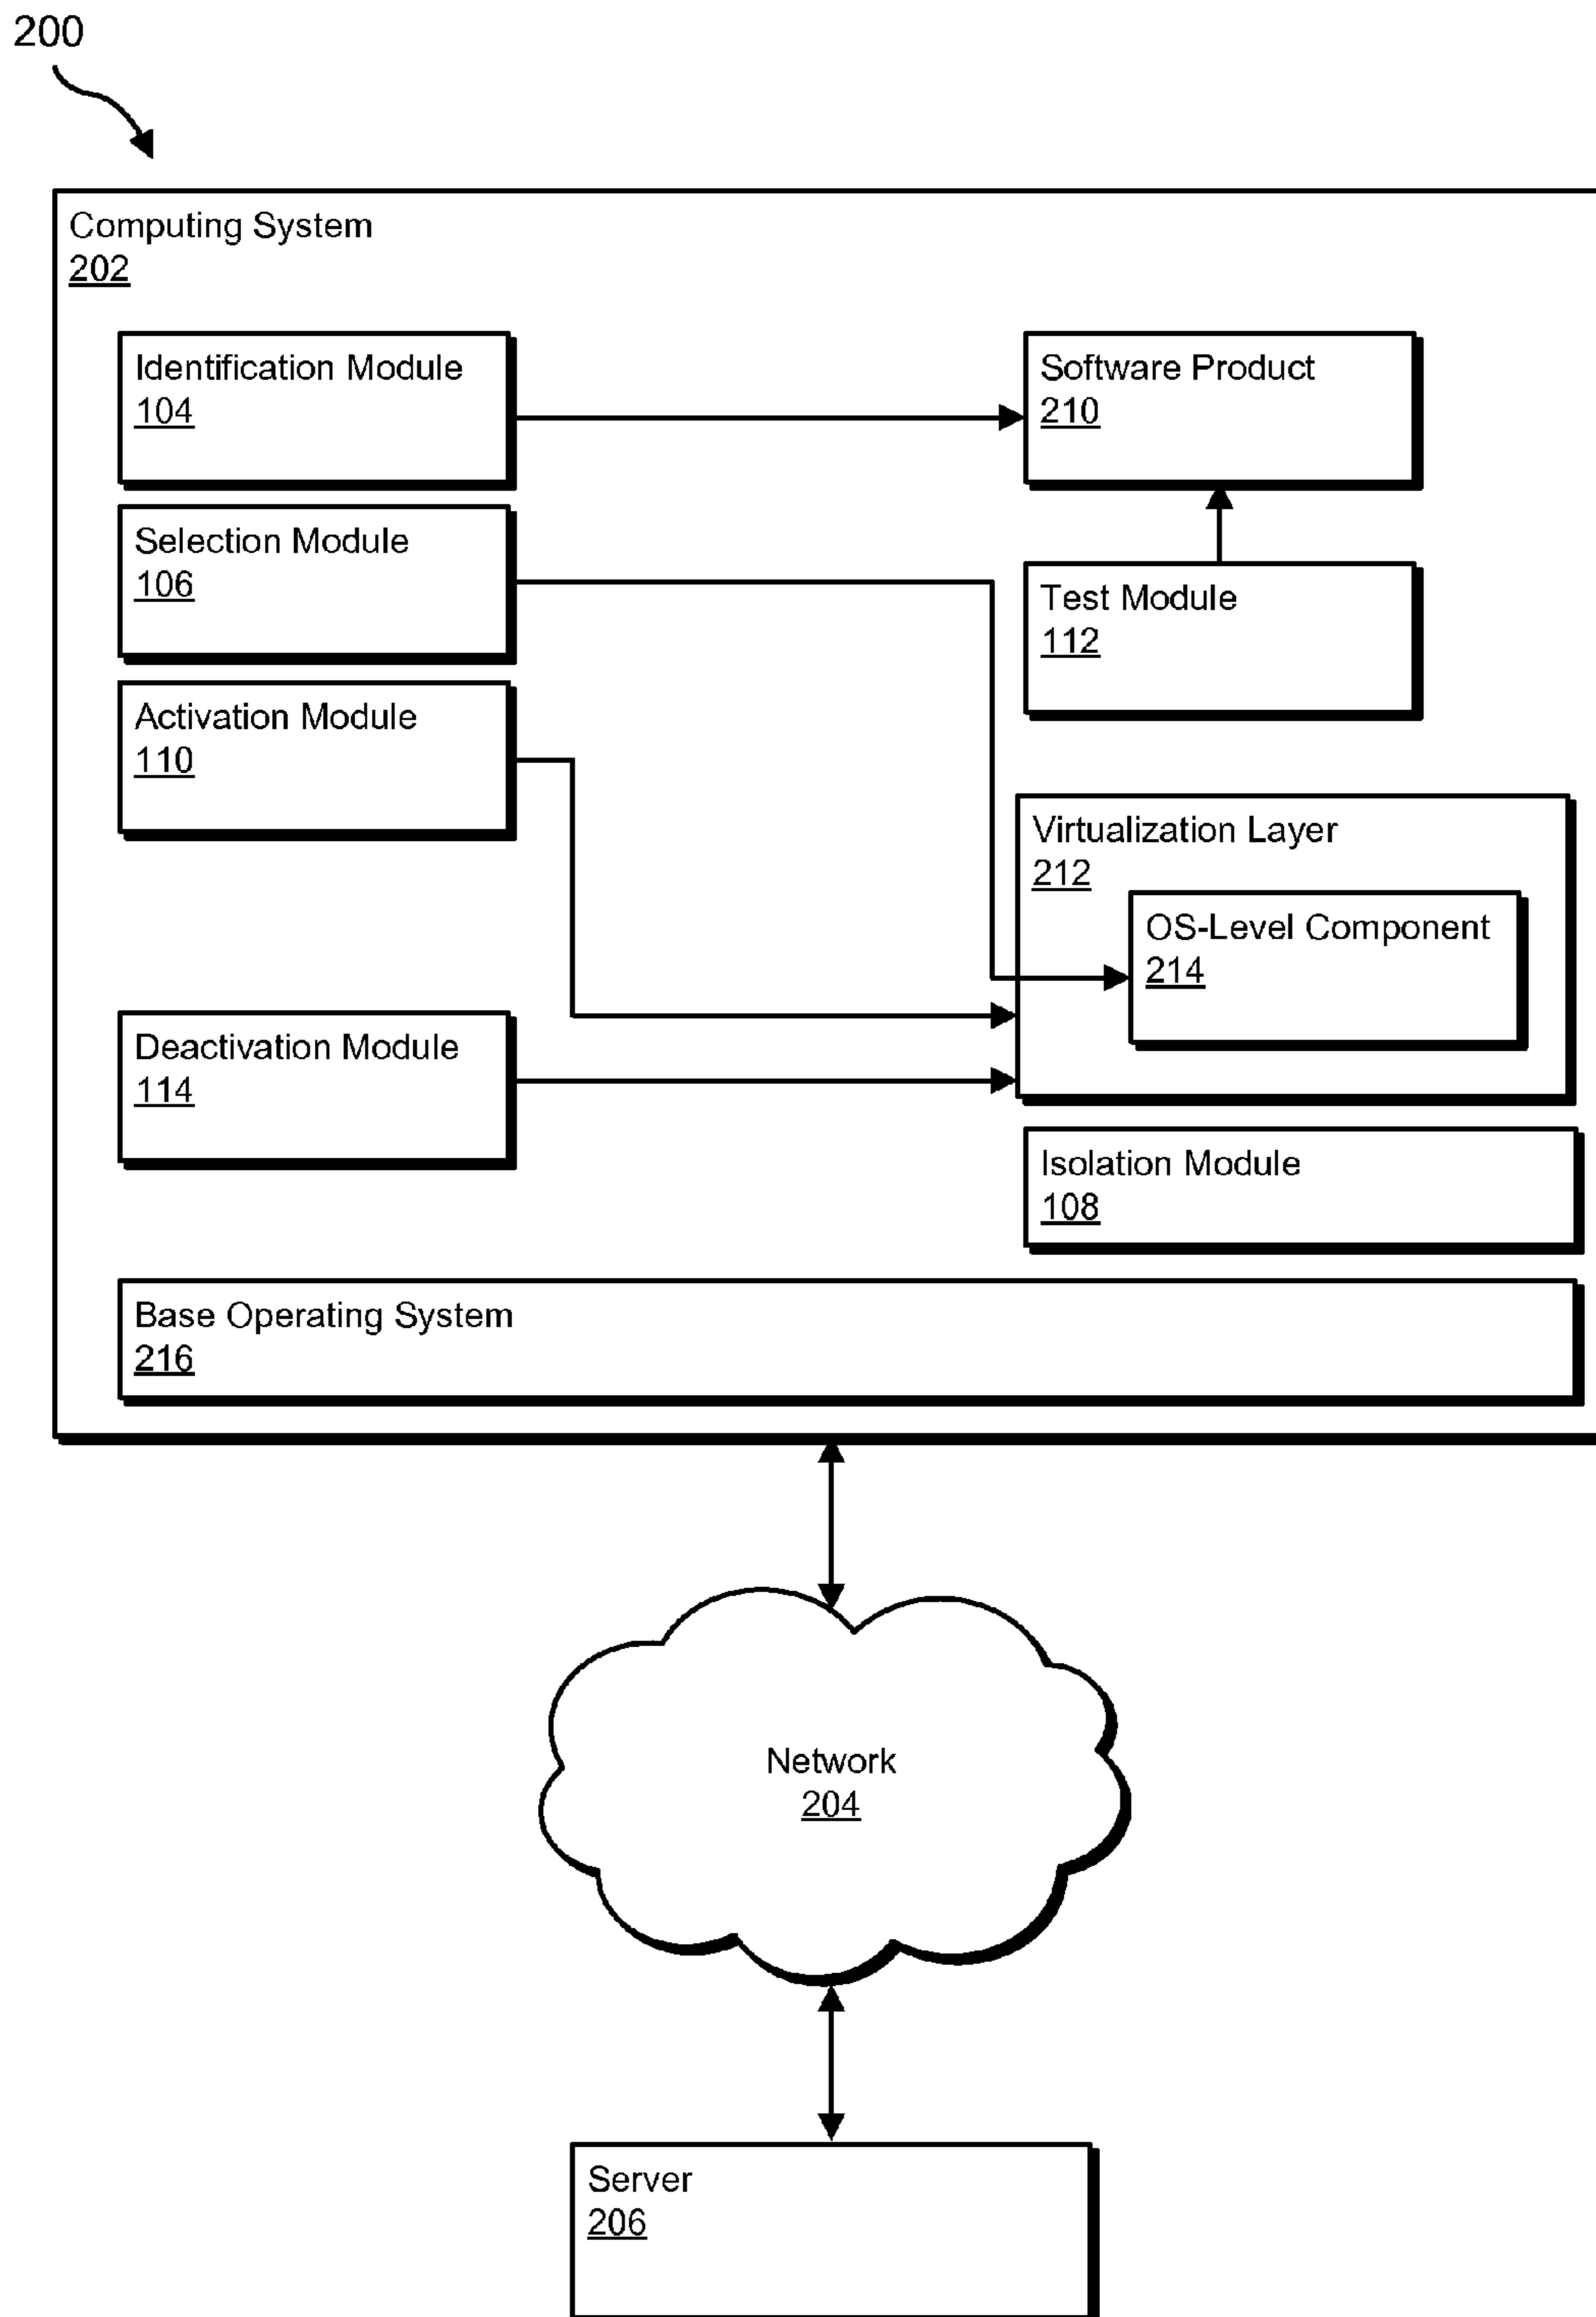 200
Computing System
202
Identification Module
104
Software Product
210
Selection Module
106
Test Module
112
Activation Module
110
Virtualization Layer
212
OS-Level Component
214
Deactivation Module
114
Isolation Module
108
Base Operating System
216
Network
204
Server
206